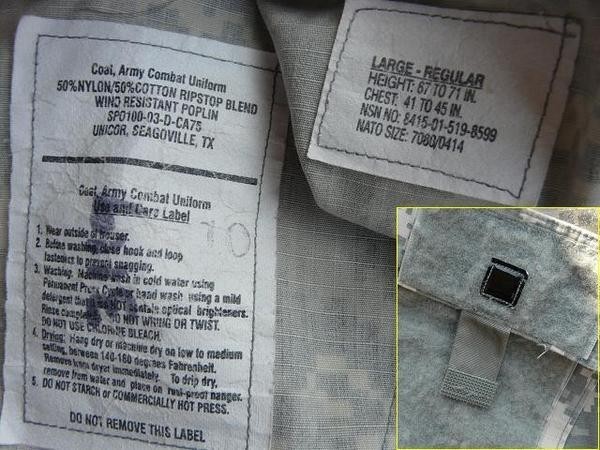 Coat, Army Combat Uniform
50%NYLON/50%COTTON RIPSTOP BLEND
WIND RESISTANT POPLIN
SPO100-03-D-CA75
UNICOR, SEAGOVILLE, TX
Coat, Army Combat Uniform
Use and Care Label
1. Wear outside of trouser.
2. Before washing, close hook and loop
fasteners to prevent snagging.
3. Washing: Machine wash in cold water using
Permanent Press Cycle or hand wash using a mild
detergent that does NOT contain optical brighteners.
Rinse completely. DO NOT WRING OR TWIST.
DO NOT USE CHLORINE BLEACH.
4. Drying: Hang dry or machine dry on low to medium
setting, between 140-160 degrees Fahrenheit.
Remove from dryer immediately. To drip dry,
remove from water and place on rust-proof hanger.
5. DO NOT STARCH or COMMERCIALLY HOT PRESS.
DO NOT REMOVE THIS LABEL
LARGE - REGULAR
HEIGHT: 67 TO 71 IN.
CHEST: 41 TO 45 IN.
NSN NO: 8415-01-519-8599
NATO SIZE: 7080/0414